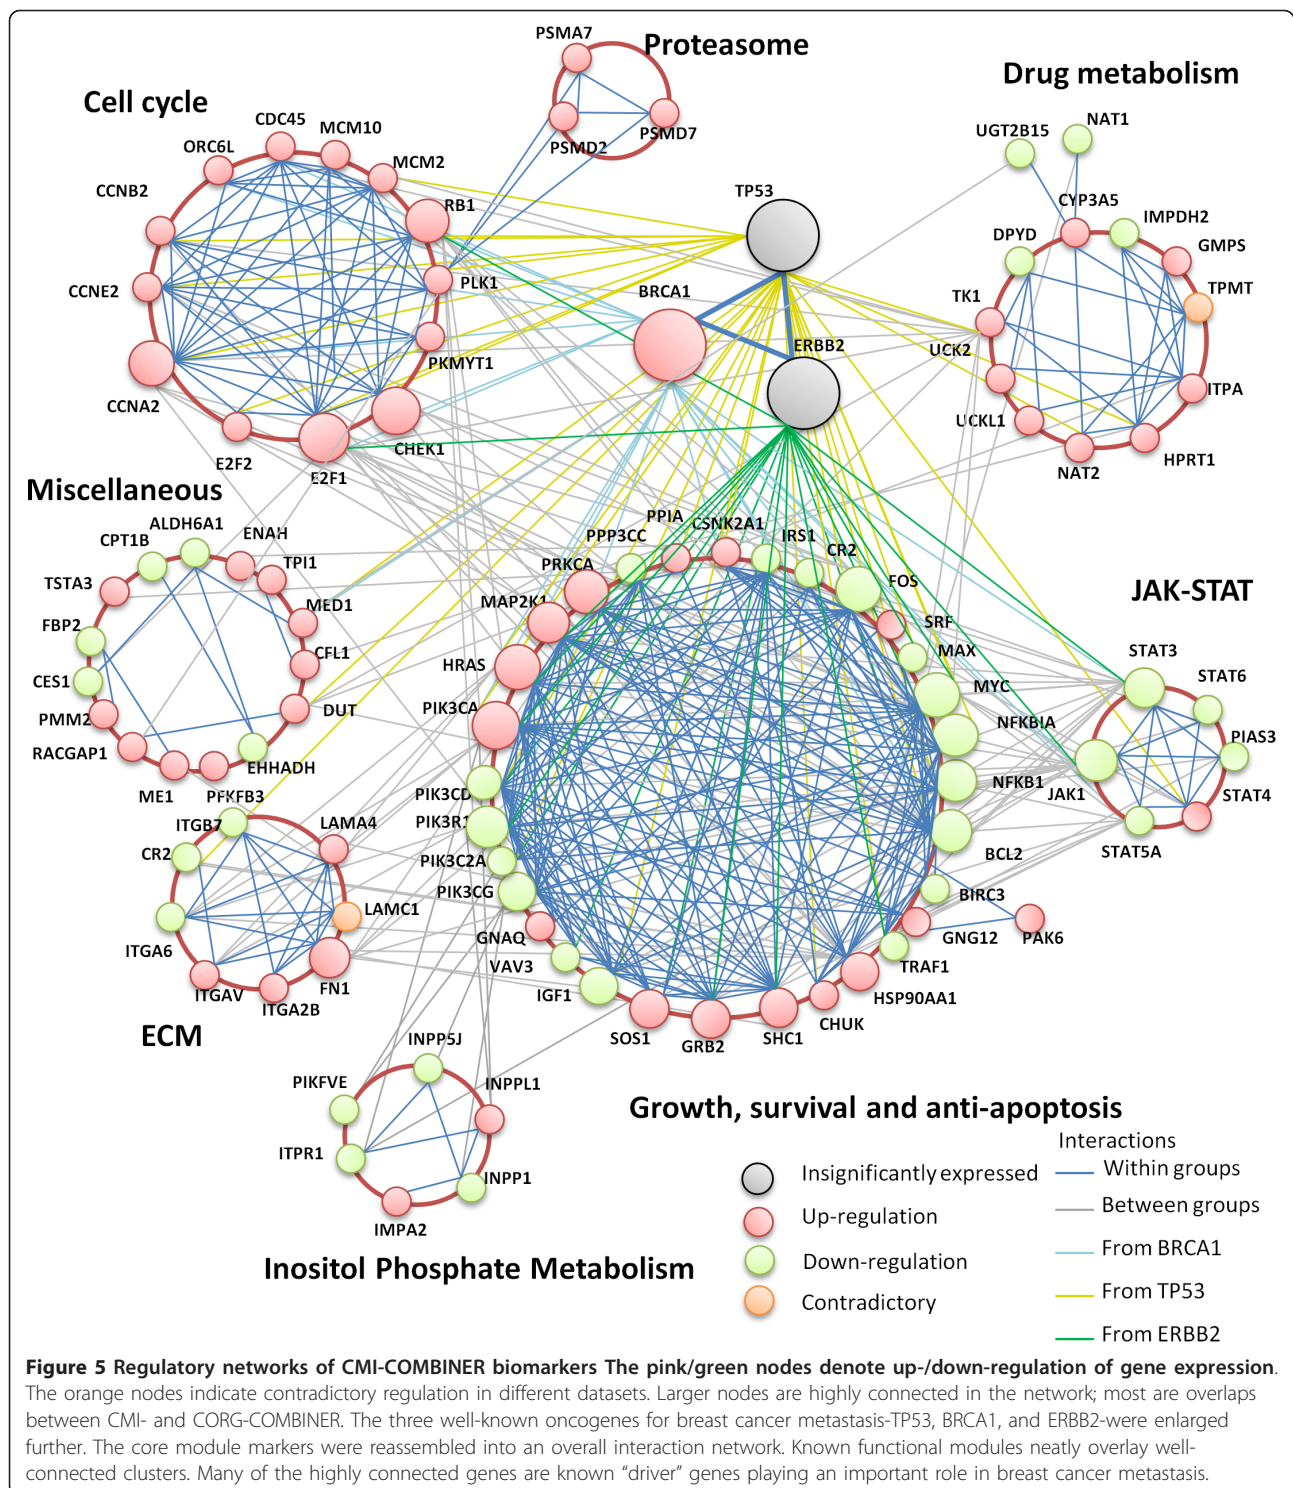 Proteasome
PSMA7
PSMD2
PSMD7
Drug metabolism
UGT2B15
NAT1
CYP3A5
IMPDH2
DPYD
GMPS
TPMT
TK1
UCK2
ITPA
UCKL1
HPRT1
NAT2
Cell cycle
CDC45
MCM10
ORC6L
MCM2
CCNB2
RB1
CCNE2
PLK1
PKMYT1
CCNA2
CHEK1
E2F2
E2F1
TP53
BRCA1
ERBB2
Miscellaneous
ALDH6A1
ENAH
CPT1B
TPI1
TSTA3
MED1
FBP2
CFL1
CES1
DUT
PMM2
RACGAP1
EHHADH
ME1
PFKFB3
PPIA
CSNK2A1
PPP3CC
IRS1
CR2
PRKCA
FOS
MAP2K1
SRF
MAX
HRAS
MYC
PIK3CA
NFKBIA
PIK3CD
NFKB1
PIK3R1
BCL2
PIK3C2A
BIRC3
PIK3CG
GNG12
PAK6
GNAQ
TRAF1
VAV3
HSP90AA1
IGF1
CHUK
SOS1
GRB2
SHC1
JAK-STAT
STAT3
STAT6
PIAS3
JAK1
STAT4
STAT5A
ITGB7
LAMA4
CR2
LAMC1
ITGA6
FN1
ITGAV
ITGA2B
ECM
INPP5J
PIKFVE
INPPL1
ITPR1
INPP1
IMPA2
Inositol Phosphate Metabolism
Growth, survival and anti-apoptosis
Insignificantly expressed
Up-regulation
Down-regulation
Contradictory
Interactions
Within groups
Between groups
From BRCA1
From TP53
From ERBB2
Figure 5 Regulatory networks of CMI-COMBINER biomarkers The pink/green nodes denote up-/down-regulation of gene expression.
The orange nodes indicate contradictory regulation in different datasets. Larger nodes are highly connected in the network; most are overlaps
between CMI- and CORG-COMBINER. The three well-known oncogenes for breast cancer metastasis-TP53, BRCA1, and ERBB2-were enlarged
further. The core module markers were reassembled into an overall interaction network. Known functional modules neatly overlay well-
connected clusters. Many of the highly connected genes are known “driver” genes playing an important role in breast cancer metastasis.